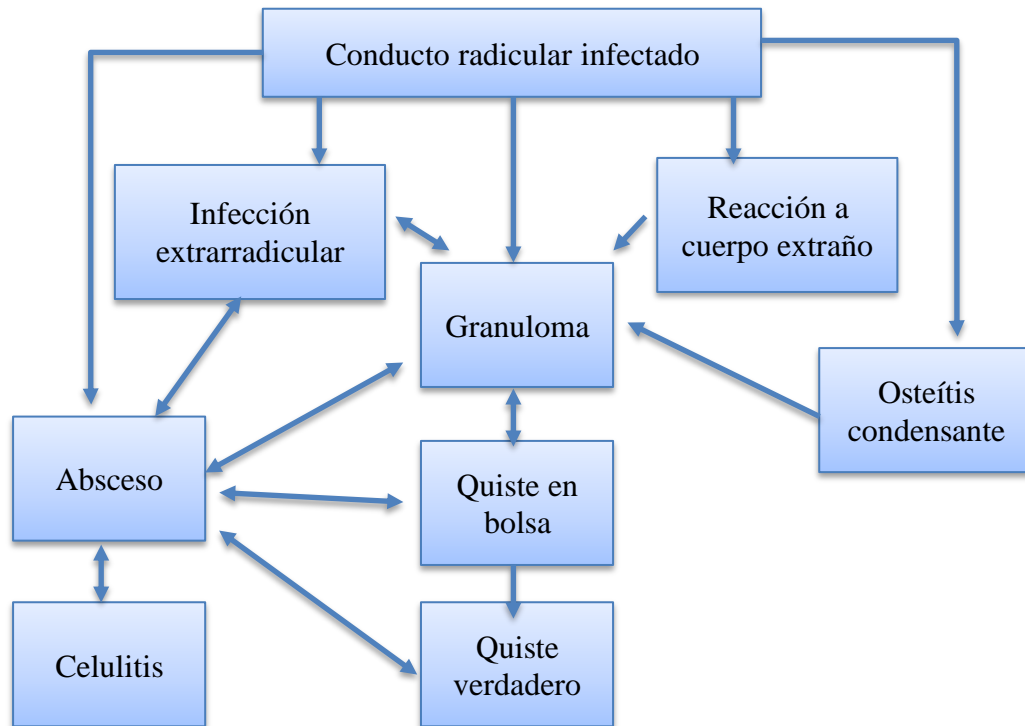 Conducto radicular infectado
Infección
extrarradicular
Reacción a
cuerpo extraño
Granuloma
Osteítis
condensante
Absceso
Quiste en
bolsa
Celulitis
Quiste
verdadero